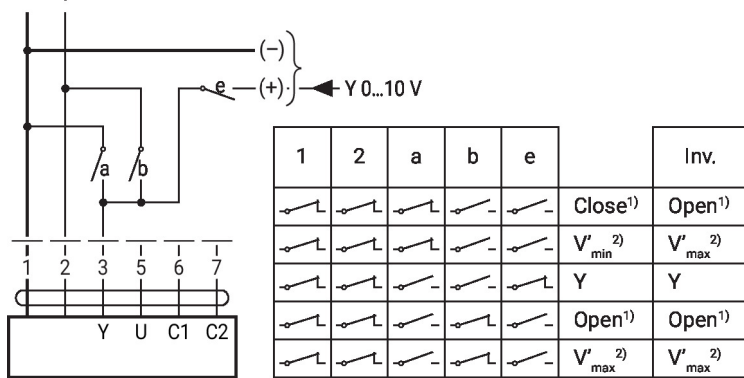 (–)
e (+) Y 0...10 V
a b
1 2 3 5 6 7
Y U C1 C2
1 2 a b e Inv.
Close¹⁾ Open¹⁾
V'min²⁾ V'max²⁾
Y Y
Open¹⁾ Open¹⁾
V'max²⁾ V'max²⁾